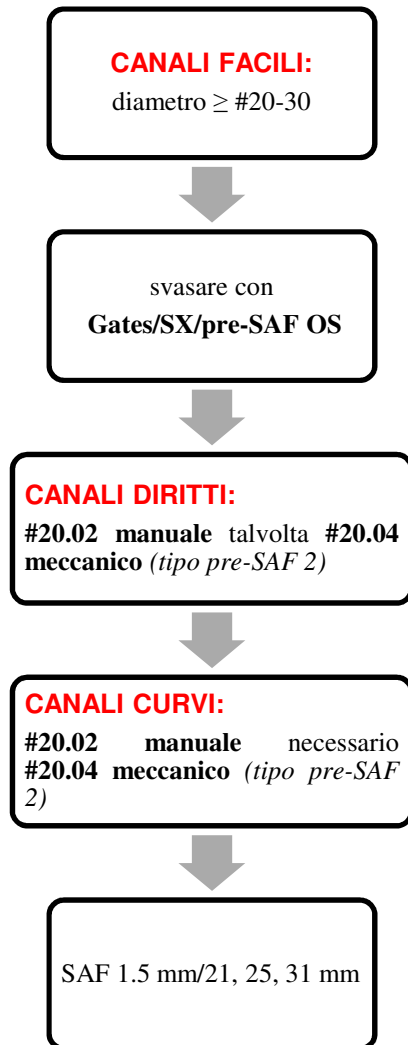 CANALI FACILI:
diametro ≥ #20-30
svasare con
Gates/SX/pre-SAF OS
CANALI DIRITTI:
#20.02 manuale talvolta #20.04
meccanico (tipo pre-SAF 2)
CANALI CURVI:
#20.02 manuale necessario
#20.04 meccanico (tipo pre-SAF
2)
SAF 1.5 mm/21, 25, 31 mm